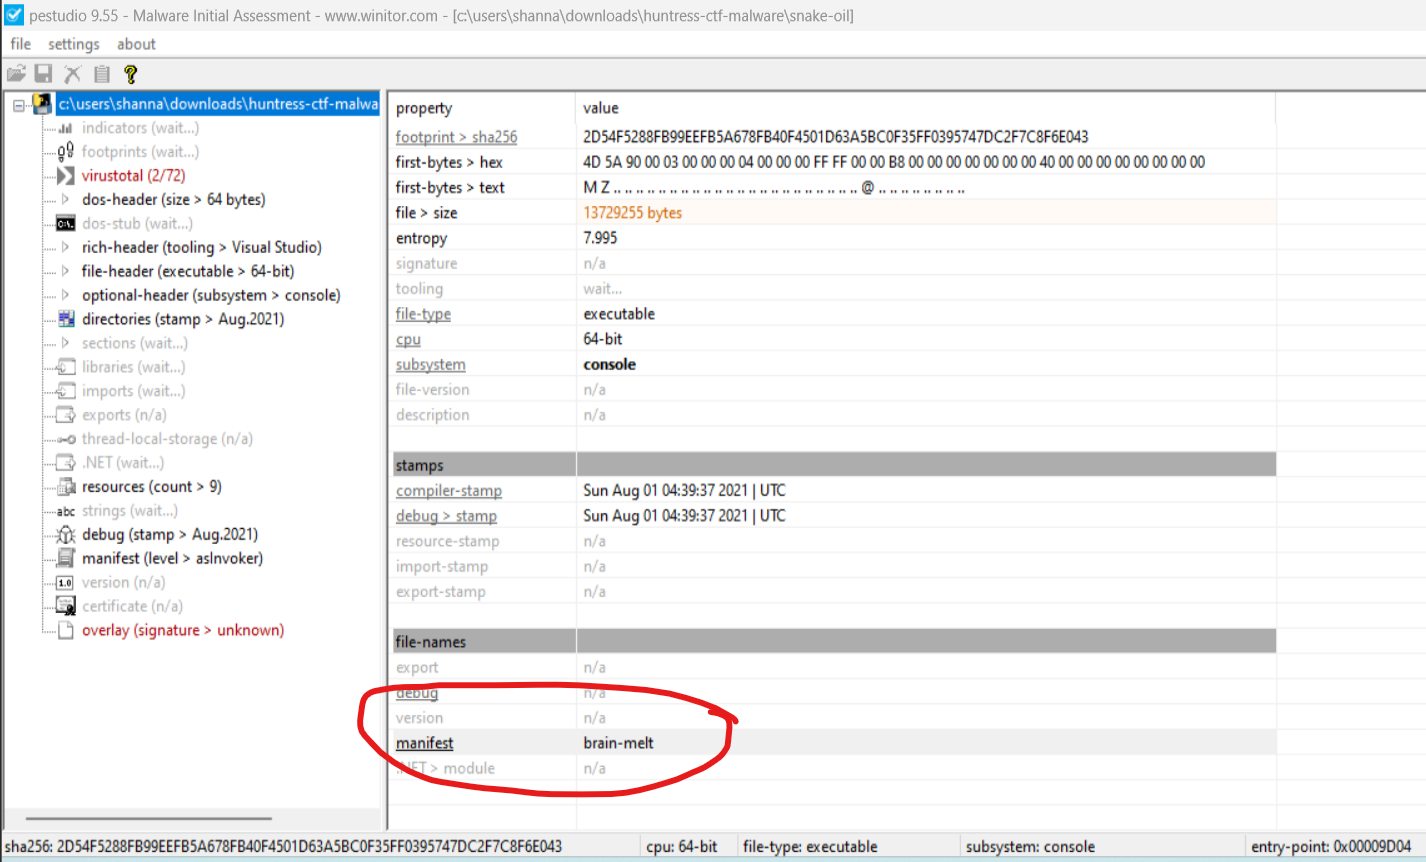 pestudio 9.55 - Malware Initial Assessment - www.winitor.com - [c:\users\shanna\downloads\huntress-ctf-malware\snake-oil]
file settings about
c:\users\shanna\downloads\huntress-ctf-malwa
indicators (wait...)
footprints (wait...)
virustotal (2/72)
dos-header (size > 64 bytes)
dos-stub (wait...)
rich-header (tooling > Visual Studio)
file-header (executable > 64-bit)
optional-header (subsystem > console)
directories (stamp > Aug.2021)
sections (wait...)
libraries (wait...)
imports (wait...)
exports (n/a)
thread-local-storage (n/a)
.NET (wait...)
resources (count > 9)
abc strings (wait...)
debug (stamp > Aug.2021)
manifest (level > asInvoker)
1.0 version (n/a)
certificate (n/a)
overlay (signature > unknown)
property value
footprint > sha256 2D54F5288FB99EEFB5A678FB40F4501D63A5BC0F35FF0395747DC2F7C8F6E043
first-bytes > hex 4D 5A 90 00 03 00 00 00 04 00 00 00 FF FF 00 00 B8 00 00 00 00 00 00 00 40 00 00 00 00 00 00 00 00
first-bytes > text M Z .. .. .. .. .. .. .. .. .. .. .. .. .. .. .. .. .. .. .. .. .. .. @ .. .. .. .. .. .. .. ..
file > size 13729255 bytes
entropy 7.995
signature n/a
tooling wait...
file-type executable
cpu 64-bit
subsystem console
file-version n/a
description n/a
stamps
compiler-stamp Sun Aug 01 04:39:37 2021 | UTC
debug > stamp Sun Aug 01 04:39:37 2021 | UTC
resource-stamp n/a
import-stamp n/a
export-stamp n/a
file-names
export n/a
debug n/a
version n/a
manifest brain-melt
.NET > module n/a
sha256: 2D54F5288FB99EEFB5A678FB40F4501D63A5BC0F35FF0395747DC2F7C8F6E043 cpu: 64-bit file-type: executable subsystem: console entry-point: 0x00009D04